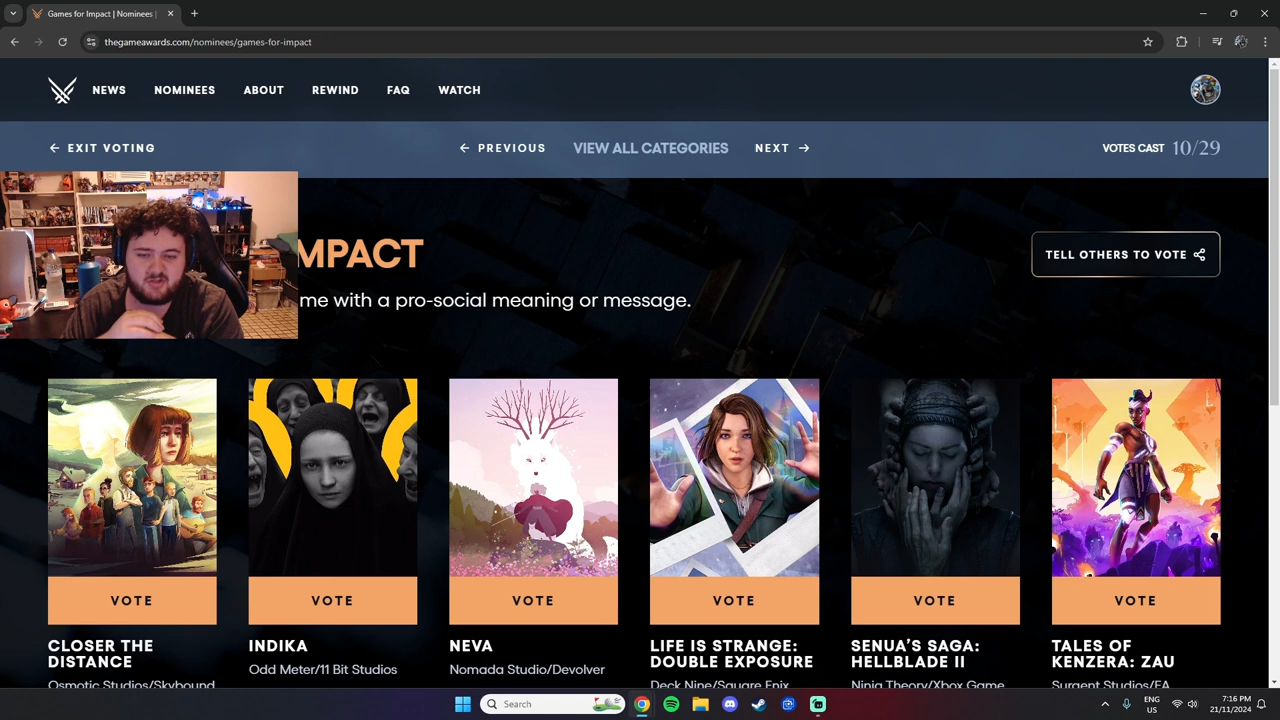 Games for Impact | Nominees |
thegameawards.com/nominees/games-for-impact
NEWS NOMINEES ABOUT REWIND FAQ WATCH
← EXIT VOTING ← PREVIOUS VIEW ALL CATEGORIES NEXT → VOTES CAST 10/29
MPACT
TELL OTHERS TO VOTE
me with a pro-social meaning or message.
VOTE VOTE VOTE VOTE VOTE VOTE
CLOSER THE DISTANCE
Osmotic Studios/Skybound
INDIKA
Odd Meter/11 Bit Studios
NEVA
Nomada Studio/Devolver
LIFE IS STRANGE: DOUBLE EXPOSURE
Deck Nine/Square Enix
SENUA'S SAGA: HELLBLADE II
Ninja Theory/Xbox Game
TALES OF KENZERA: ZAU
Surgent Studios/EA
Search
ENG
US
7:16 PM
21/11/2024